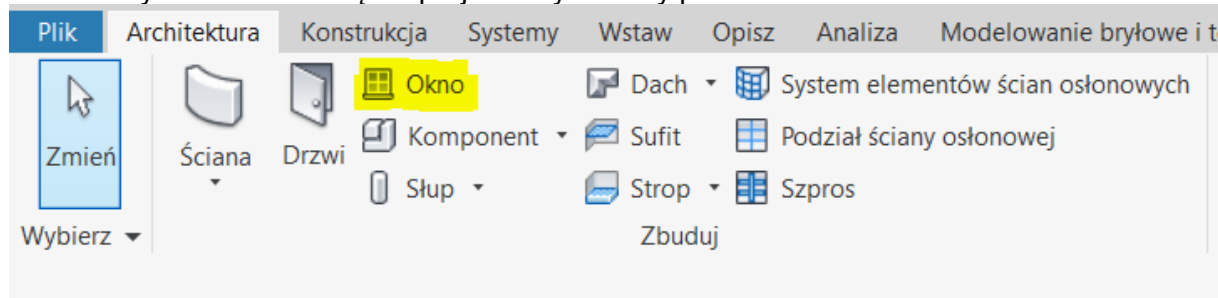 Plik Architektura Konstrukcja Systemy Wstaw Opisz Analiza Modelowanie bryłowe i t
Okno Dach System elementów ścian osłonowych
Zmień Ściana Drzwi Komponent Sufit Podział ściany osłonowej
Słup Strop Szpros
Wybierz Zbuduj